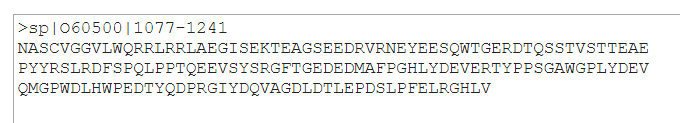 >sp|O60500|1077-1241
NASCVGGVLWQRRLRRLAEGISEKTEAGSEEDRVRNEYEESQWTGERDTQSSTVSTTEAE
PYYRSLRDFSPQLPPTQEEVSYSRGFTGEDEDMAFPGHLYDEVERTYPPSGAWGPLYDEV
QMGPWDLHWPEDTYQDPRGIYDQVAGDLDTLEPDSLPFELRGHLV